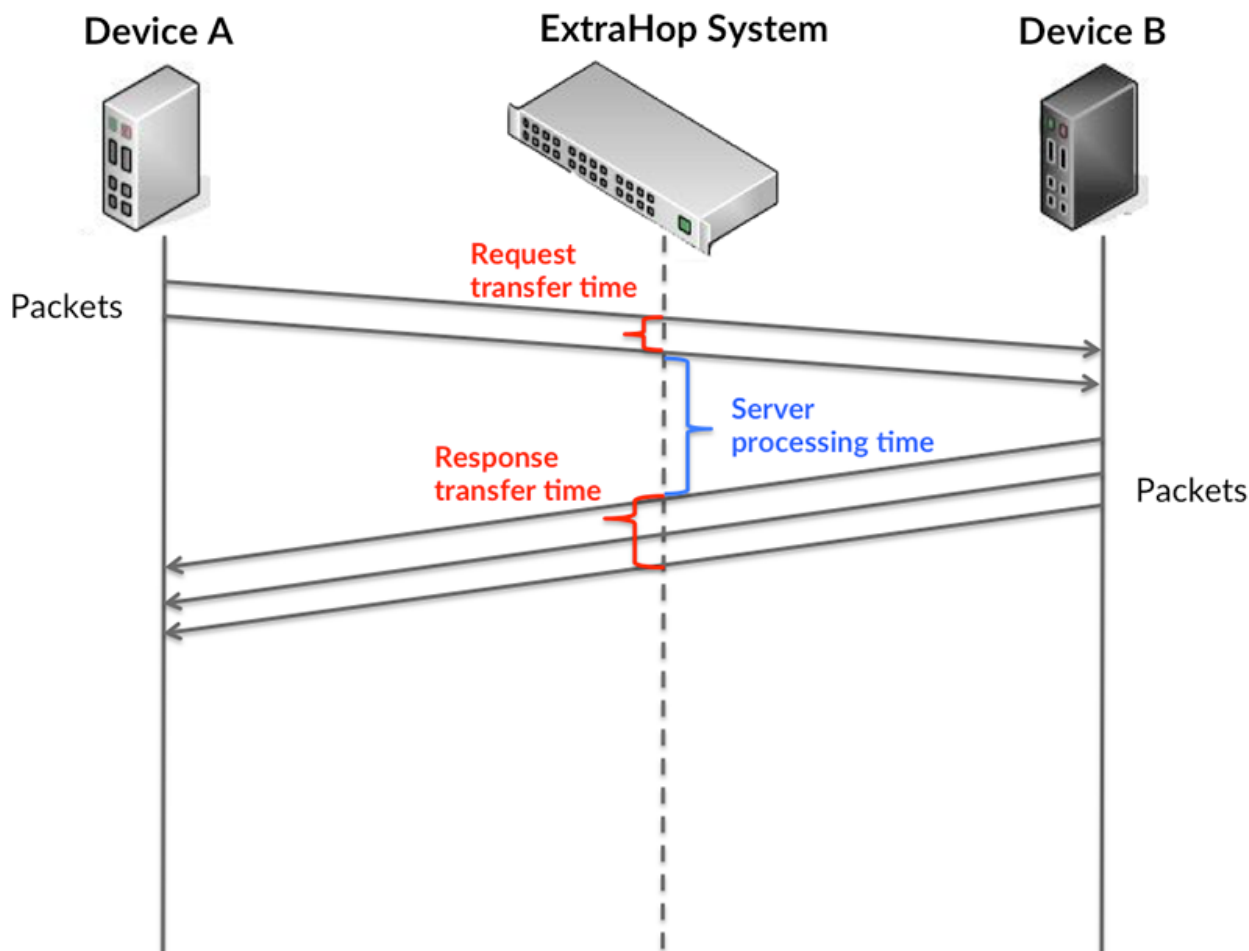 Device A
ExtraHop System
Device B
Request
transfer time
Packets
Server
processing time
Response
transfer time
Packets